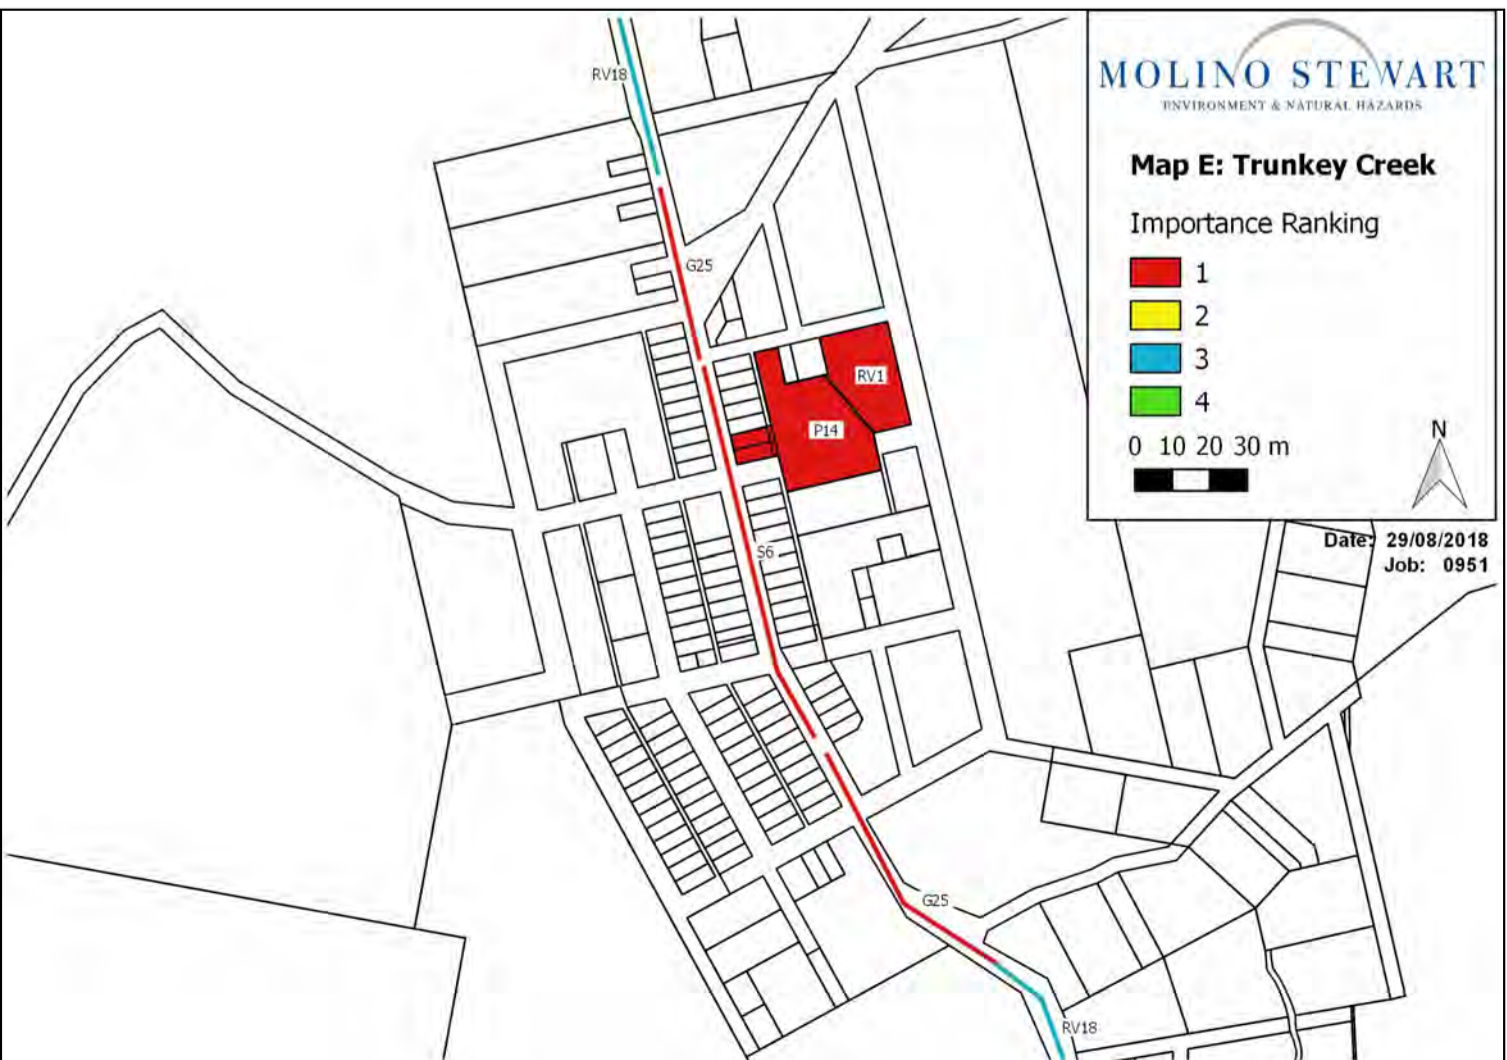 MOLINO STEWART
ENVIRONMENT & NATURAL HAZARDS
Map E: Trunkey Creek
Importance Ranking
1
2
3
4
0 10 20 30 m
N
Date: 29/08/2018
Job: 0951
RV18
G25
RV1
P14
S6
G25
RV18